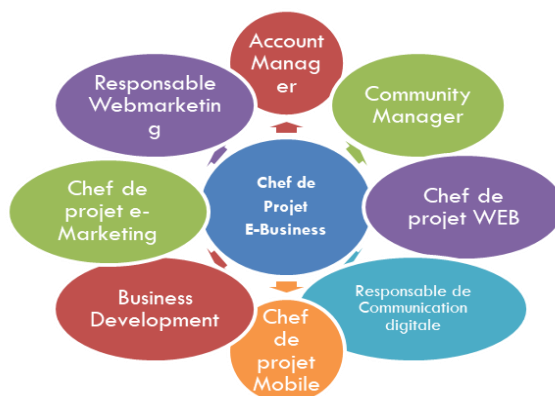 Account
Manag
er
Responsable
Webmarketin
g
Community
Manager
Chef de
projet e-
Marketing
Chef de
Projet
E-Business
Chef de
projet WEB
Business
Development
Responsable de
Communication
digitale
Chef
de
projet
Mobile